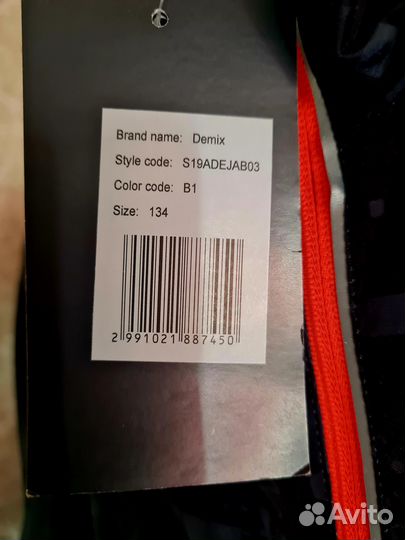 Brand name: Demix
Style code: S19ADEJAB03
Color code: B1
Size: 134
2 991021 887450
Avito